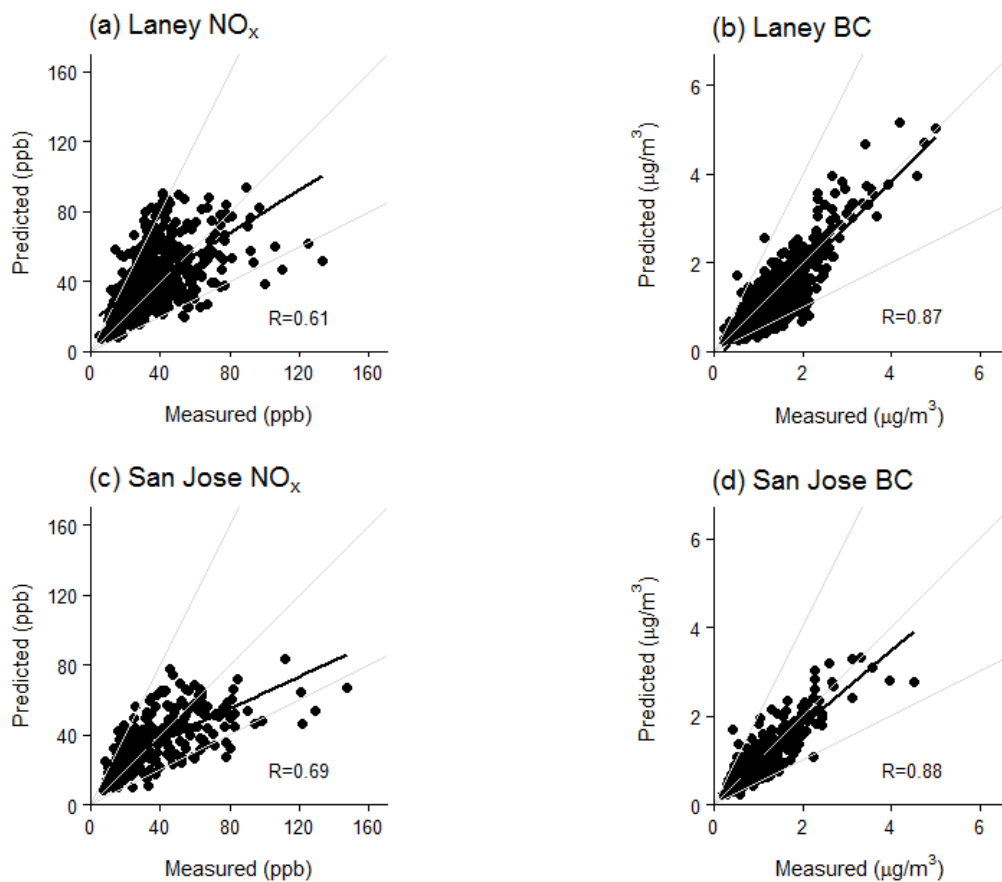 (a) Laney NOₓ
160
120
80
40
0
Predicted (ppb)
R=0.61
0 40 80 120 160
Measured (ppb)
(b) Laney BC
6
4
2
0
Predicted (μg/m³)
R=0.87
0 2 4 6
Measured (μg/m³)
(c) San Jose NOₓ
160
120
80
40
0
Predicted (ppb)
R=0.69
0 40 80 120 160
Measured (ppb)
(d) San Jose BC
6
4
2
0
Predicted (μg/m³)
R=0.88
0 2 4 6
Measured (μg/m³)